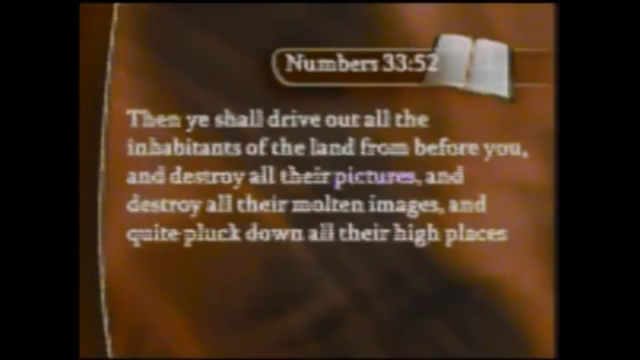 Numbers 33:52
Then ye shall drive out all the
inhabitants of the land from before you,
and destroy all their pictures, and
destroy all their molten images, and
quite pluck down all their high places